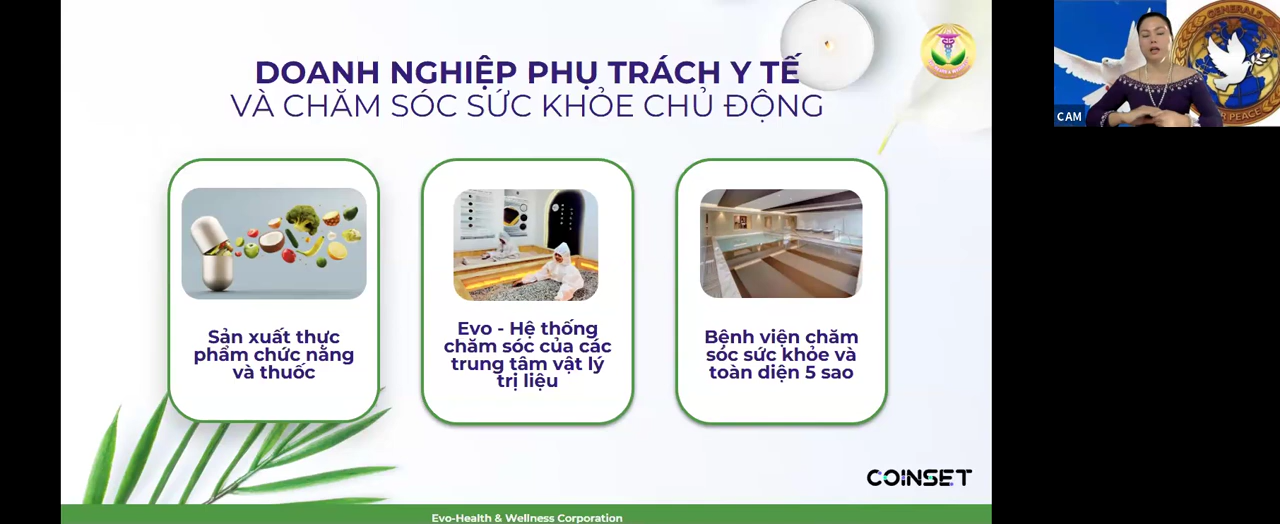 DOANH NGHIỆP PHỤ TRÁCH Y TẾ
VÀ CHĂM SÓC SỨC KHỎE CHỦ ĐỘNG
Sản xuất thực
phẩm chức năng
và thuốc
Evo - Hệ thống
chăm sóc của các
trung tâm vật lý
trị liệu
Bệnh viện chăm
sóc sức khỏe và
toàn diện 5 sao
COINSET
Evo-Health & Wellness Corporation
GENERALS
PEACE
CAM